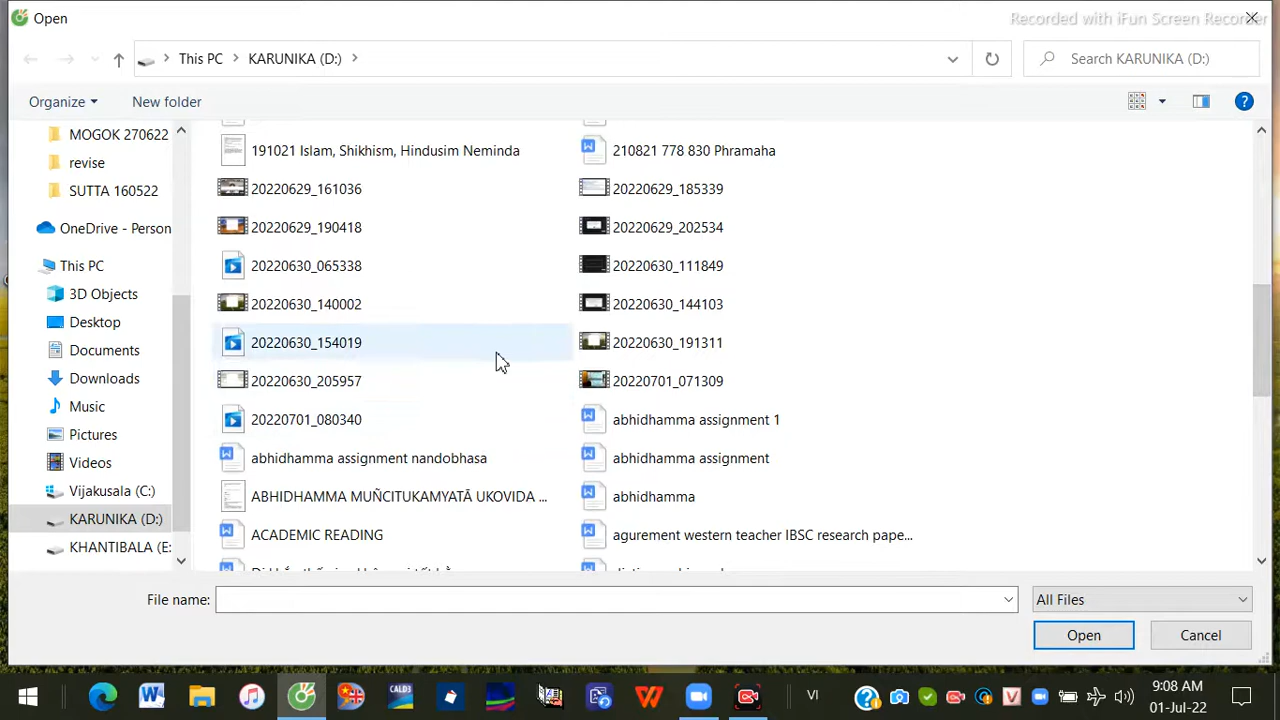 Open
Recorded with iFun Screen Recorder
This PC
KARUNIKA (D:)
Search KARUNIKA (D:)
Organize
New folder
MOGOK 270622
revise
SUTTA 160522
OneDrive - Person
This PC
3D Objects
Desktop
Documents
Downloads
Music
Pictures
Videos
Vijakusala (C:)
KARUNIKA (D:)
KHANTIBALA (E:
191021 Islam, Shikhism, Hindusim Neminda
210821 778 830 Phramaha
20220629_161036
20220629_185339
20220629_190418
20220629_202534
20220630_065338
20220630_111849
20220630_140002
20220630_144103
20220630_154019
20220630_191311
20220630_205957
20220701_071309
20220701_080340
abhidhamma assignment 1
abhidhamma assignment nandobhasa
abhidhamma assignment
ABHIDHAMMA MUÑCITUKAMYATĀ UKOVIDA ...
abhidhamma
ACADEMIC READING
agurement western teacher IBSC research pape...
File name:
All Files
Open
Cancel
CALD3
VI
9:08 AM
01-Jul-22